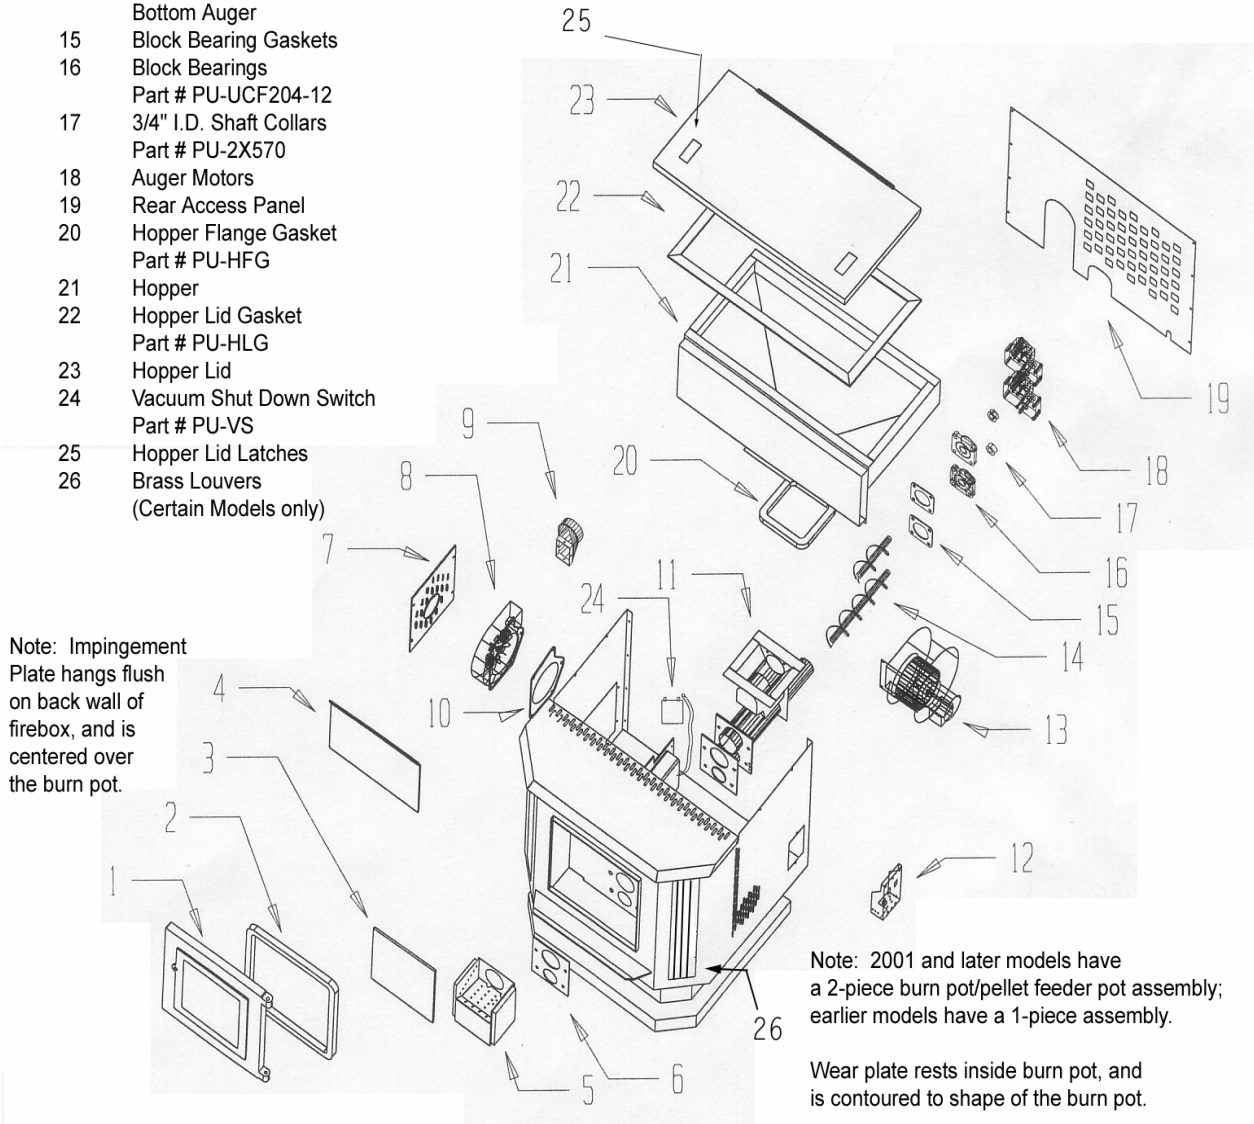 Bottom Auger
15 Block Bearing Gaskets
16 Block Bearings
Part # PU-UCF204-12
17 3/4" I.D. Shaft Collars
Part # PU-2X570
18 Auger Motors
19 Rear Access Panel
20 Hopper Flange Gasket
Part # PU-HFG
21 Hopper
22 Hopper Lid Gasket
Part # PU-HLG
23 Hopper Lid
24 Vacuum Shut Down Switch
Part # PU-VS
25 Hopper Lid Latches
26 Brass Louvers
(Certain Models only)
Note: Impingement
Plate hangs flush
on back wall of
firebox, and is
centered over
the burn pot.
25
23
22
21
19
9
8
20
18
17
7
11
16
24
15
14
4
10
13
3
2
1
12
26
5
6
Note: 2001 and later models have
a 2-piece burn pot/pellet feeder pot assembly;
earlier models have a 1-piece assembly.
Wear plate rests inside burn pot, and
is contoured to shape of the burn pot.